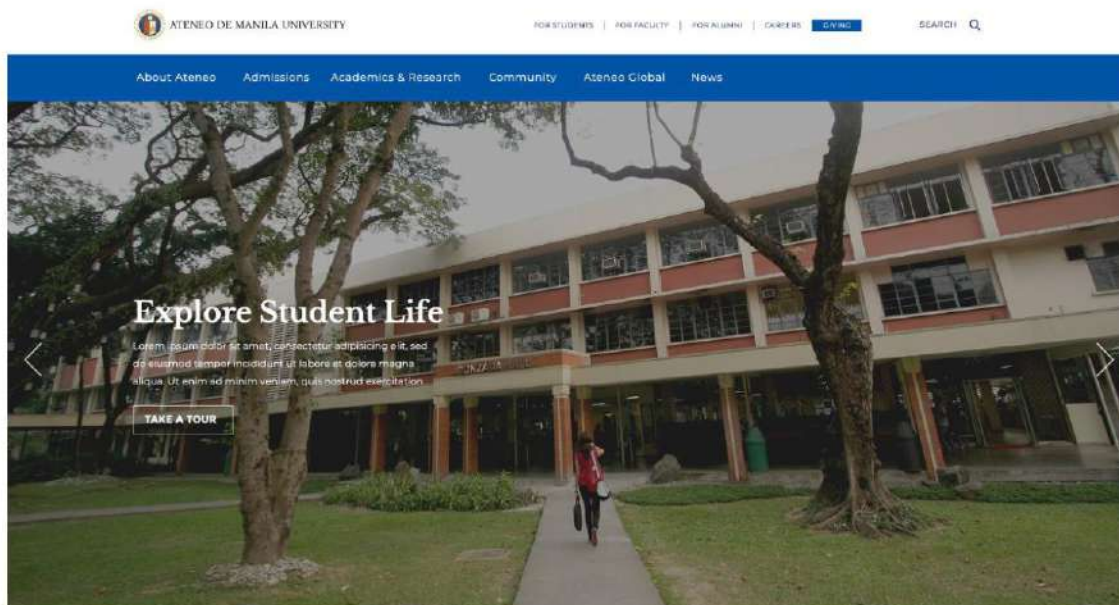 ATENEO DE MANILA UNIVERSITY
FOR STUDENTS | FOR FACULTY | FOR ALUMNI | CAREERS GIVING SEARCH
About Ateneo Admissions Academics & Research Community Ateneo Global News
Explore Student Life
Lorem ipsum dolor sit amet, consectetur adipisicing elit, sed
do eiusmod tempor incididunt ut labore et dolore magna
aliqua. Ut enim ad minim veniam, quis nostrud exercitation
TAKE A TOUR